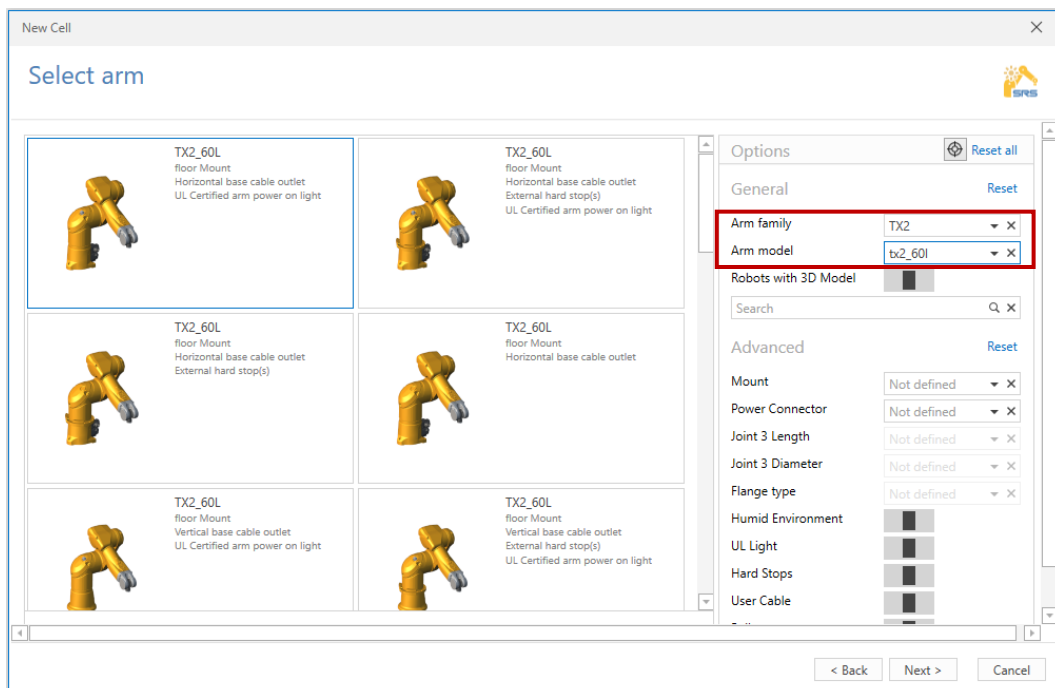 New Cell
Select arm
SRS
TX2_60L
floor Mount
Horizontal base cable outlet
UL Certified arm power on light
TX2_60L
floor Mount
Horizontal base cable outlet
External hard stop(s)
UL Certified arm power on light
TX2_60L
floor Mount
Horizontal base cable outlet
External hard stop(s)
TX2_60L
floor Mount
Horizontal base cable outlet
TX2_60L
floor Mount
Vertical base cable outlet
UL Certified arm power on light
TX2_60L
floor Mount
Vertical base cable outlet
External hard stop(s)
UL Certified arm power on light
Options Reset all
General Reset
Arm family TX2
Arm model tx2_60l
Robots with 3D Model
Search
Advanced Reset
Mount Not defined
Power Connector Not defined
Joint 3 Length Not defined
Joint 3 Diameter Not defined
Flange type Not defined
Humid Environment
UL Light
Hard Stops
User Cable
< Back Next > Cancel